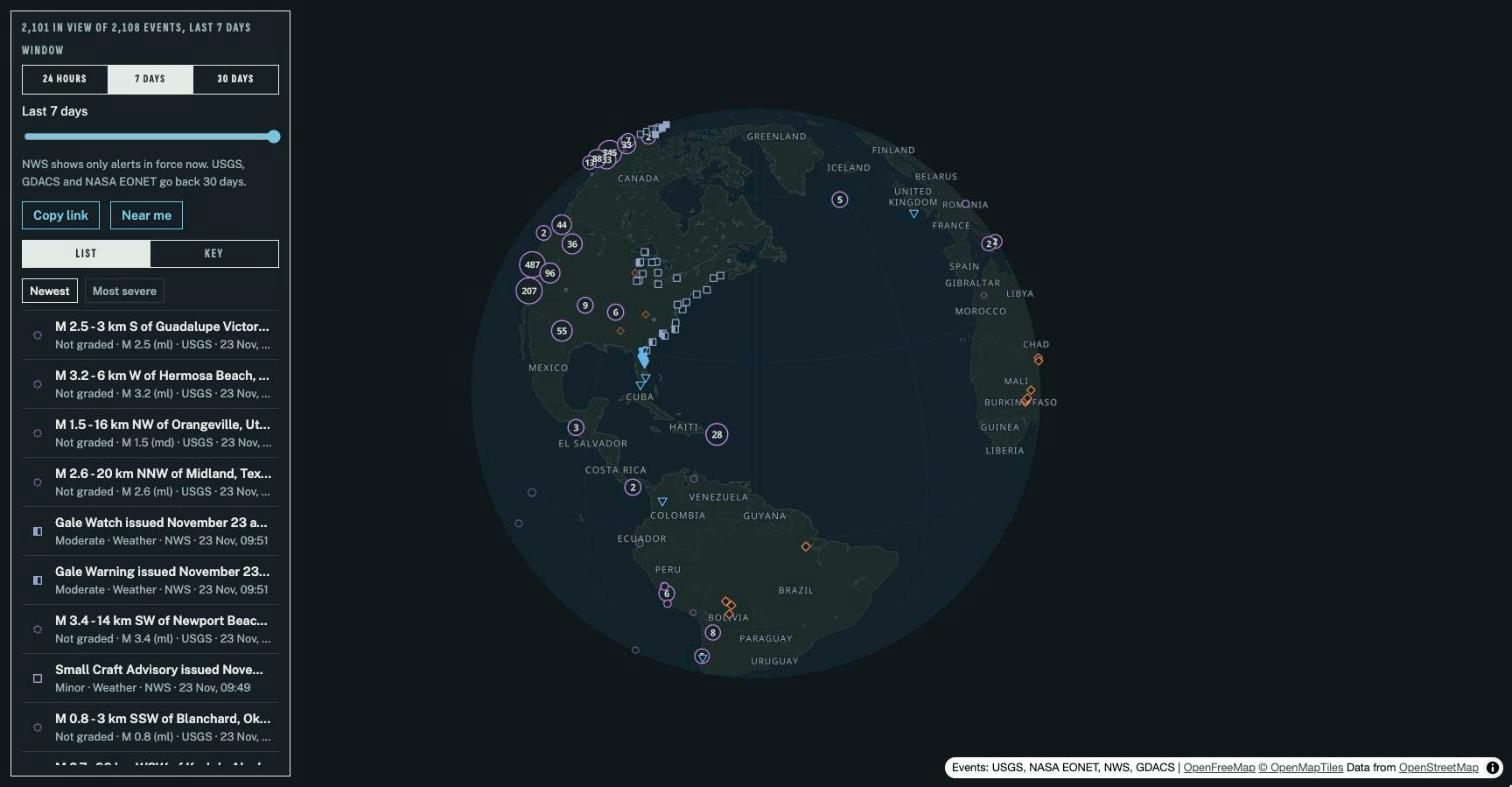 2,101 IN VIEW OF 2,108 EVENTS, LAST 7 DAYS
WINDOW
24 HOURS
7 DAYS
30 DAYS
Last 7 days
NWS shows only alerts in force now. USGS,
GDACS and NASA EONET go back 30 days.
Copy link
Near me
LIST
KEY
Newest
Most severe
M 2.5 - 3 km S of Guadalupe Victor...
Not graded · M 2.5 (ml) · USGS · 23 Nov, ...
M 3.2 - 6 km W of Hermosa Beach, ...
Not graded · M 3.2 (ml) · USGS · 23 Nov, ...
M 1.5 - 16 km NW of Orangeville, Ut...
Not graded · M 1.5 (md) · USGS · 23 Nov, ...
M 2.6 - 20 km NNW of Midland, Tex...
Not graded · M 2.6 (ml) · USGS · 23 Nov, ...
Gale Watch issued November 23 a...
Moderate · Weather · NWS · 23 Nov, 09:51
Gale Warning issued November 23...
Moderate · Weather · NWS · 23 Nov, 09:51
M 3.4 - 14 km SW of Newport Beac...
Not graded · M 3.4 (ml) · USGS · 23 Nov, ...
Small Craft Advisory issued Nove...
Minor · Weather · NWS · 23 Nov, 09:49
M 0.8 - 3 km SSW of Blanchard, Ok...
Not graded · M 0.8 (ml) · USGS · 23 Nov, ...
GREENLAND
FINLAND
ICELAND
CANADA
BELARUS
UNITED
KINGDOM
ROMANIA
5
FRANCE
44
2
36
2
2
487
96
SPAIN
207
GIBRALTAR
LIBYA
9
6
MOROCCO
55
CHAD
MEXICO
MALI
CUBA
BURKINA FASO
3
HAITI
28
GUINEA
EL SALVADOR
LIBERIA
COSTA RICA
2
VENEZUELA
COLOMBIA
GUYANA
ECUADOR
PERU
6
BRAZIL
BOLIVIA
8
PARAGUAY
URUGUAY
Events: USGS, NASA EONET, NWS, GDACS | OpenFreeMap © OpenMapTiles Data from OpenStreetMap